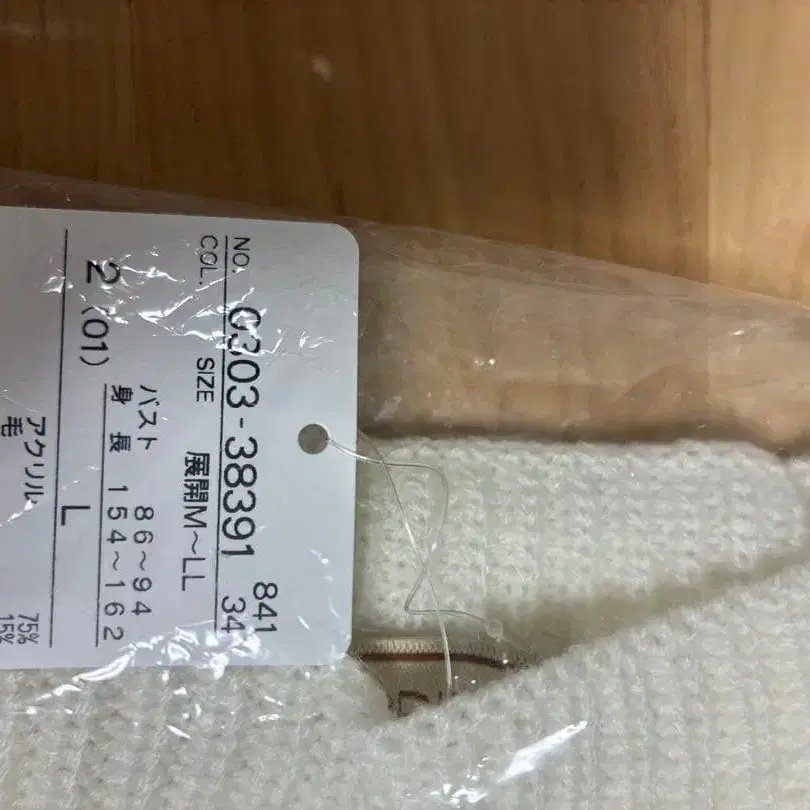 841
NO. 0303-38391 34
COL. SIZE 展開M〜LL
バスト 86〜94
身長 154〜162
2 (01) L
アクリル 75%
毛 15%